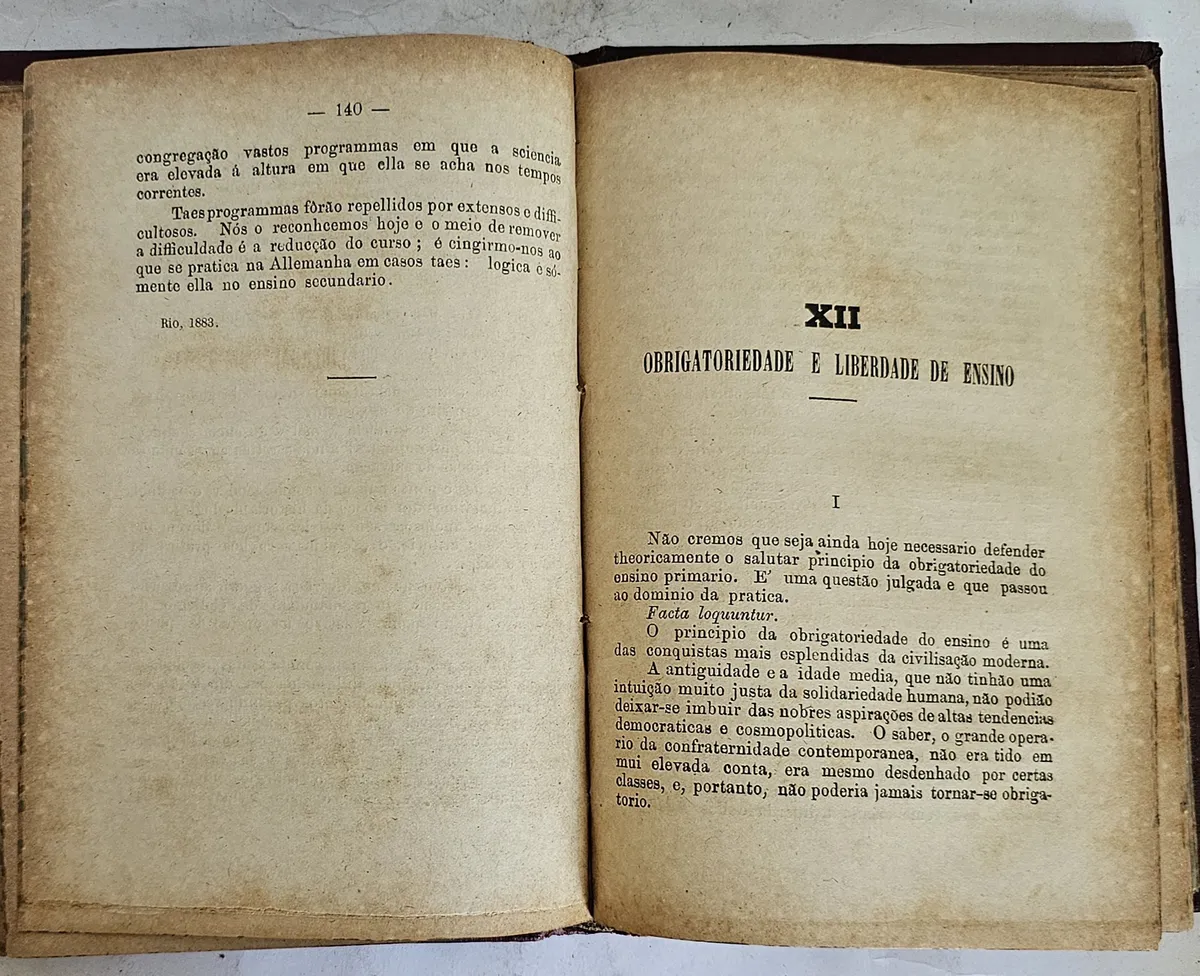 — 140 —
congregação vastos programmas em que a sciencia
era elevada á altura em que ella se acha nos tempos
correntes.
Taes programmas fôrão repellidos por extensos e diffi-
cultosos. Nós o reconhcemos hoje e o meio de remover
a difficuldade é a reducção do curso ; é cingirmo-nos ao
que se pratica na Allemanha em casos taes : logica e só-
mente ella no ensino secundario.
Rio, 1883.
XII
OBRIGATORIEDADE E LIBERDADE DE ENSINO
I
Não cremos que seja ainda hoje necessario defender
theoricamente o salutar principio da obrigatoriedade do
ensino primario. E' uma questão julgada e que passou
ao dominio da pratica.
Facta loquuntur.
O principio da obrigatoriedade do ensino é uma
das conquistas mais esplendidas da civilisação moderna.
A antiguidade e a idade media, que não tinhão uma
intuição muito justa da solidariedade humana, não podião
deixar-se imbuir das nobres aspirações de altas tendencias
democraticas e cosmopoliticas. O saber, o grande opera-
rio da confraternidade contemporanea, não era tido em
mui elevada conta, era mesmo desdenhado por certas
classes, e, portanto, não poderia jamais tornar-se obriga-
torio.